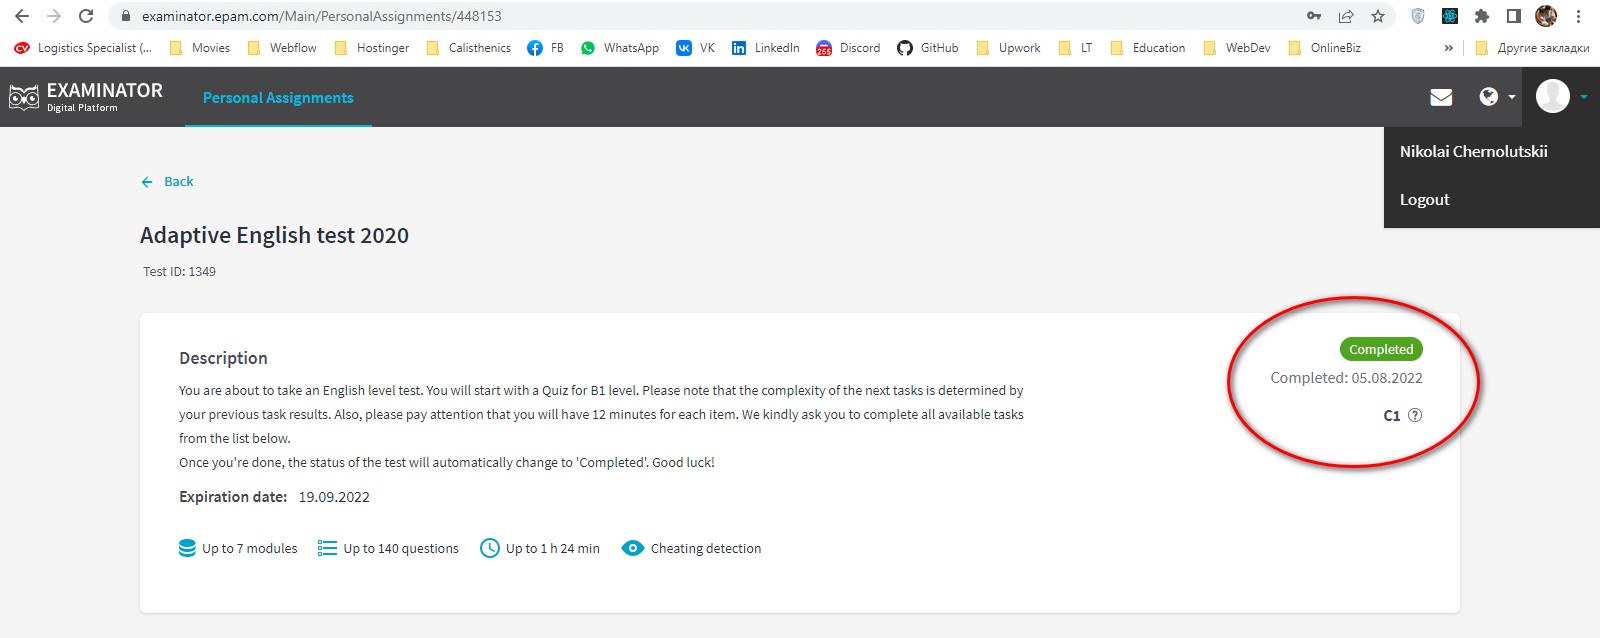 examinator.epam.com/Main/PersonalAssignments/448153
CV Logistics Specialist (... Movies Webflow Hostinger Calisthenics FB WhatsApp VK LinkedIn 255 Discord GitHub Upwork LT Education WebDev OnlineBiz » Другие закладки
EXAMINATOR
Digital Platform
Personal Assignments
Nikolai Chernolutskii
Logout
Back
Adaptive English test 2020
Test ID: 1349
Completed
Completed: 05.08.2022
C1 ?
Description
You are about to take an English level test. You will start with a Quiz for B1 level. Please note that the complexity of the next tasks is determined by
your previous task results. Also, please pay attention that you will have 12 minutes for each item. We kindly ask you to complete all available tasks
from the list below.
Once you're done, the status of the test will automatically change to 'Completed'. Good luck!
Expiration date: 19.09.2022
Up to 7 modules Up to 140 questions Up to 1 h 24 min Cheating detection